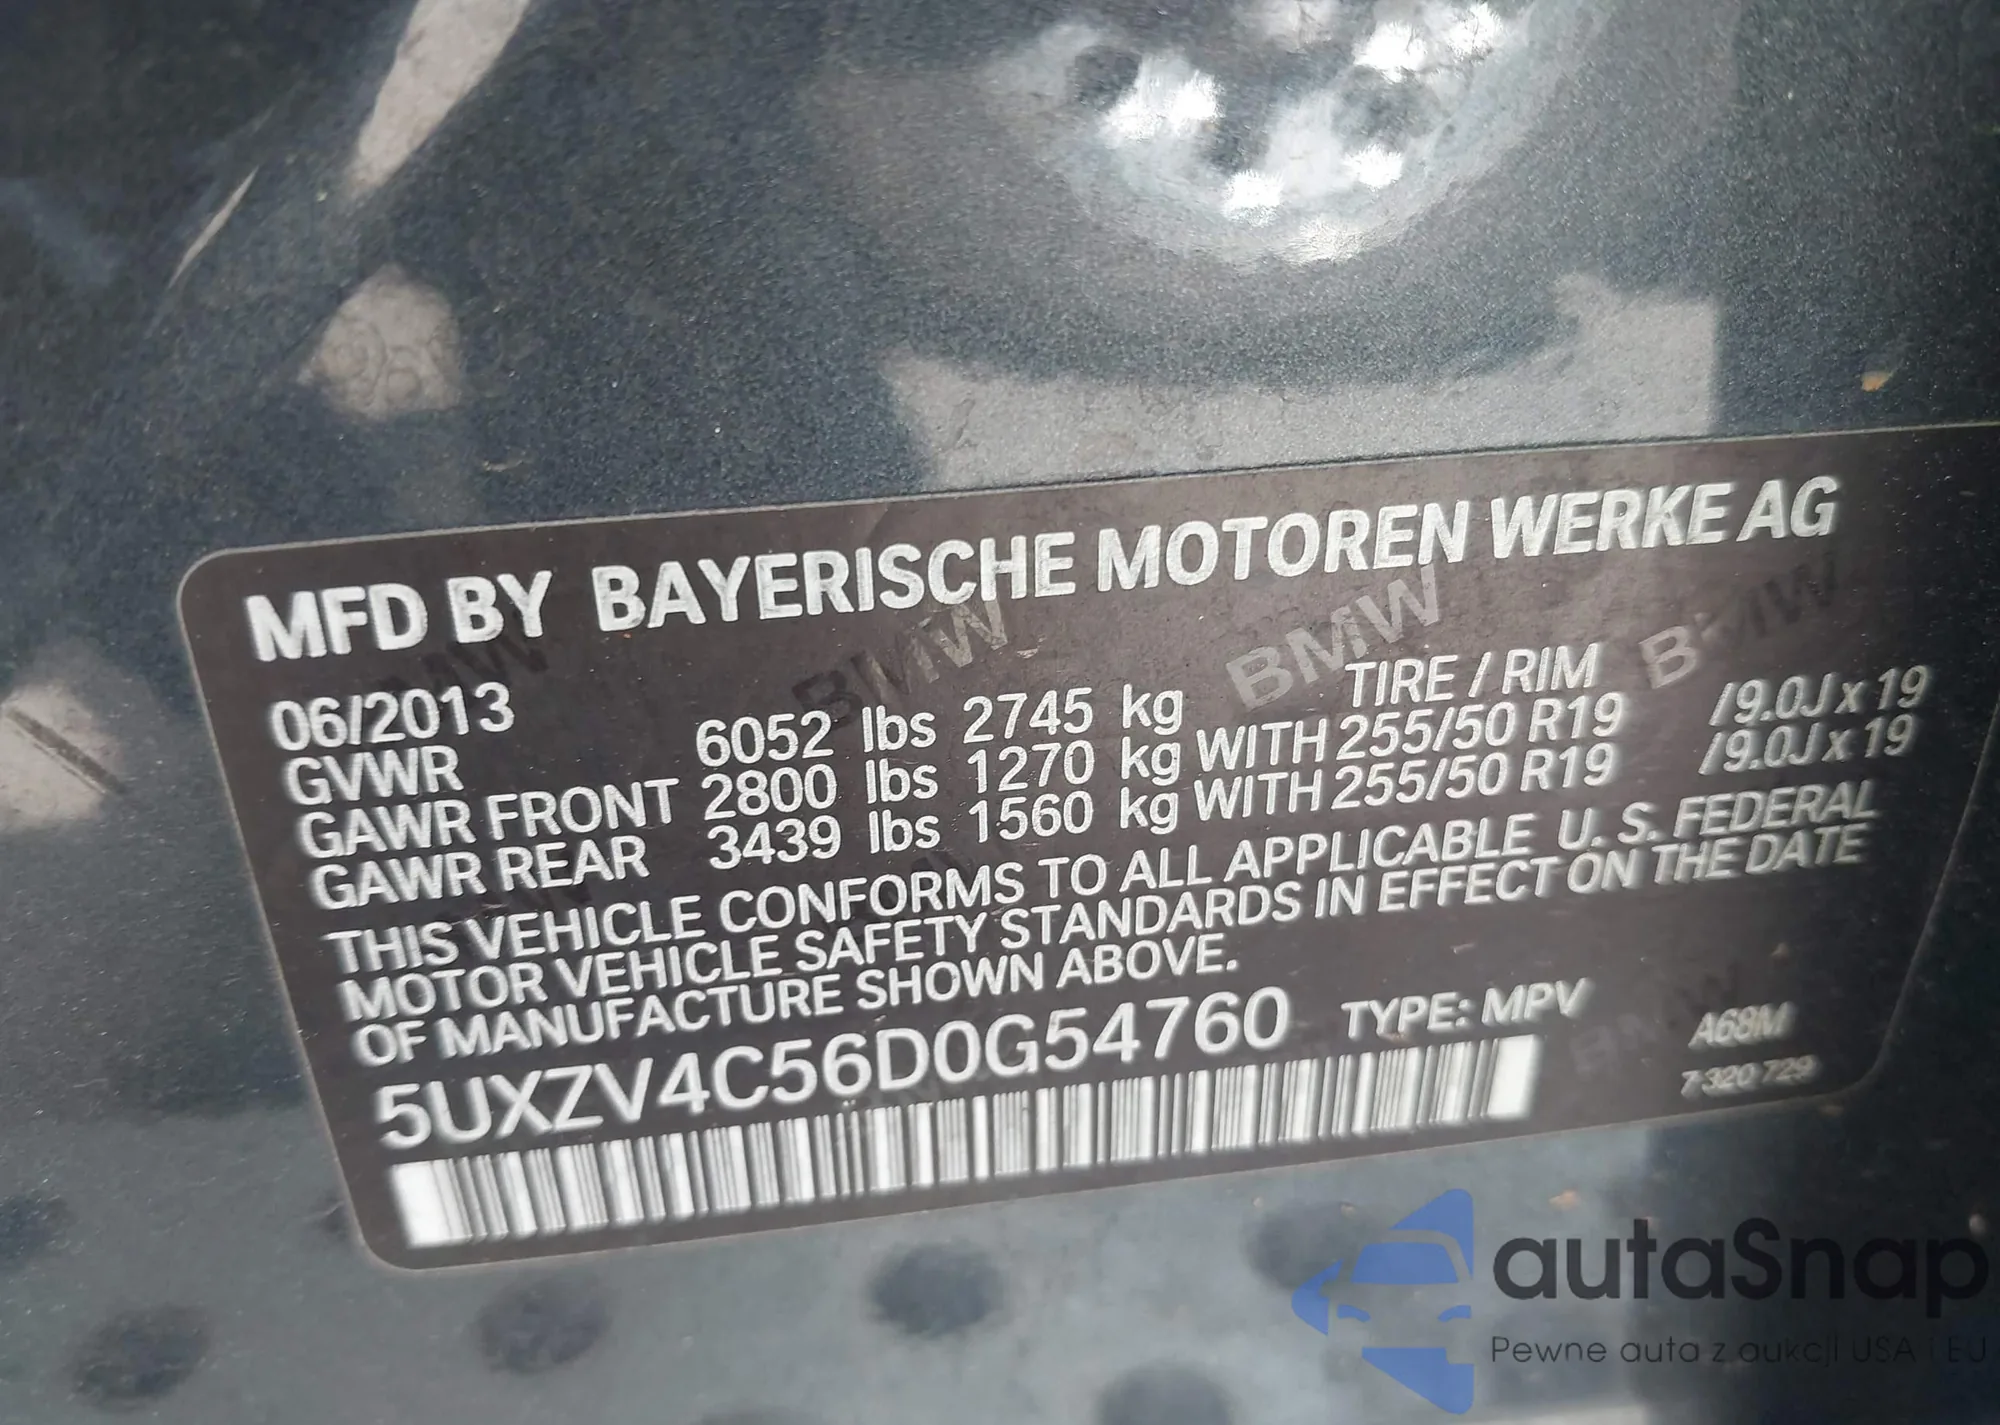 MFD BY BAYERISCHE MOTOREN WERKE AG
BMW BMW BMW
06/2013 TIRE / RIM
GVWR 6052 lbs 2745 kg
GAWR FRONT 2800 lbs 1270 kg WITH 255/50 R19 /9.0J x 19
GAWR REAR 3439 lbs 1560 kg WITH 255/50 R19 /9.0J x 19
THIS VEHICLE CONFORMS TO ALL APPLICABLE U. S. FEDERAL
MOTOR VEHICLE SAFETY STANDARDS IN EFFECT ON THE DATE
OF MANUFACTURE SHOWN ABOVE.
5UXZV4C56D0G54760 TYPE: MPV A68M
7 320 729
autaSnap
Pewne auta z aukcji USA i EU